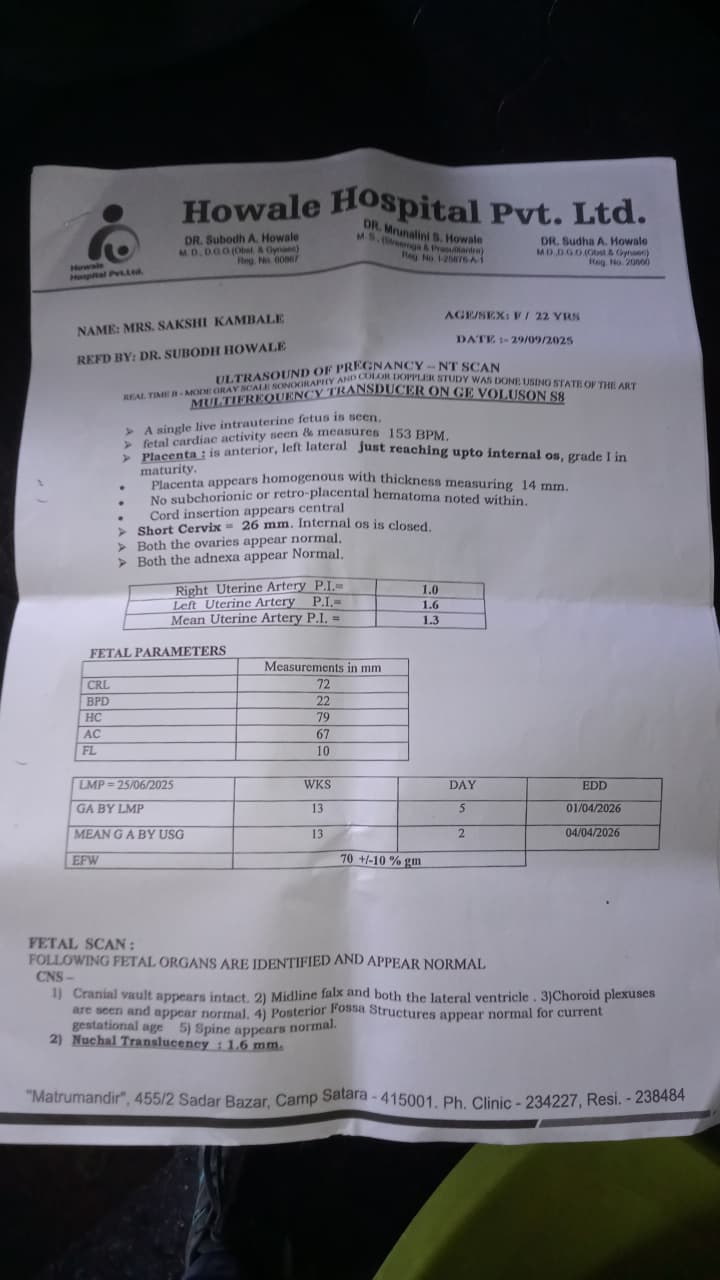 Howale Hospital Pvt. Ltd.
Howale
Hospital Pvt.Ltd.
DR. Subodh A. Howale
M. D., D.G.O.(Obst. & Gynaec)
Reg. No. 60867
DR. Mrunalini S. Howale
M. S., (Streeroga & Prasutitantra)
Reg. No. I-25876-A-1
DR. Sudha A. Howale
M.D.,D.G.O.(Obst & Gynaec)
Reg. No. 20660
NAME: MRS. SAKSHI KAMBALE
AGE/SEX: F / 22 YRS
REFD BY: DR. SUBODH HOWALE
DATE :- 29/09/2025
ULTRASOUND OF PREGNANCY – NT SCAN
REAL TIME B - MODE GRAY SCALE SONOGRAPHY AND COLOR DOPPLER STUDY WAS DONE USING STATE OF THE ART
MULTIFREQUENCY TRANSDUCER ON GE VOLUSON S8
➢ A single live intrauterine fetus is seen.
➢ fetal cardiac activity seen & measures 153 BPM.
➢ Placenta : is anterior, left lateral just reaching upto internal os, grade I in
maturity.
• Placenta appears homogenous with thickness measuring 14 mm.
• No subchorionic or retro-placental hematoma noted within.
• Cord insertion appears central
➢ Short Cervix = 26 mm. Internal os is closed.
➢ Both the ovaries appear normal.
➢ Both the adnexa appear Normal.
Right Uterine Artery P.I.= 1.0
Left Uterine Artery P.I.= 1.6
Mean Uterine Artery P.I. = 1.3
FETAL PARAMETERS
Measurements in mm
CRL 72
BPD 22
HC 79
AC 67
FL 10
LMP = 25/06/2025 WKS DAY EDD
GA BY LMP 13 5 01/04/2026
MEAN G A BY USG 13 2 04/04/2026
EFW 70 +/-10 % gm
FETAL SCAN :
FOLLOWING FETAL ORGANS ARE IDENTIFIED AND APPEAR NORMAL
CNS –
1) Cranial vault appears intact. 2) Midline falx and both the lateral ventricle . 3)Choroid plexuses
are seen and appear normal. 4) Posterior Fossa Structures appear normal for current
gestational age 5) Spine appears normal.
2) Nuchal Translucency : 1.6 mm.
"Matrumandir", 455/2 Sadar Bazar, Camp Satara - 415001. Ph. Clinic - 234227, Resi. - 238484